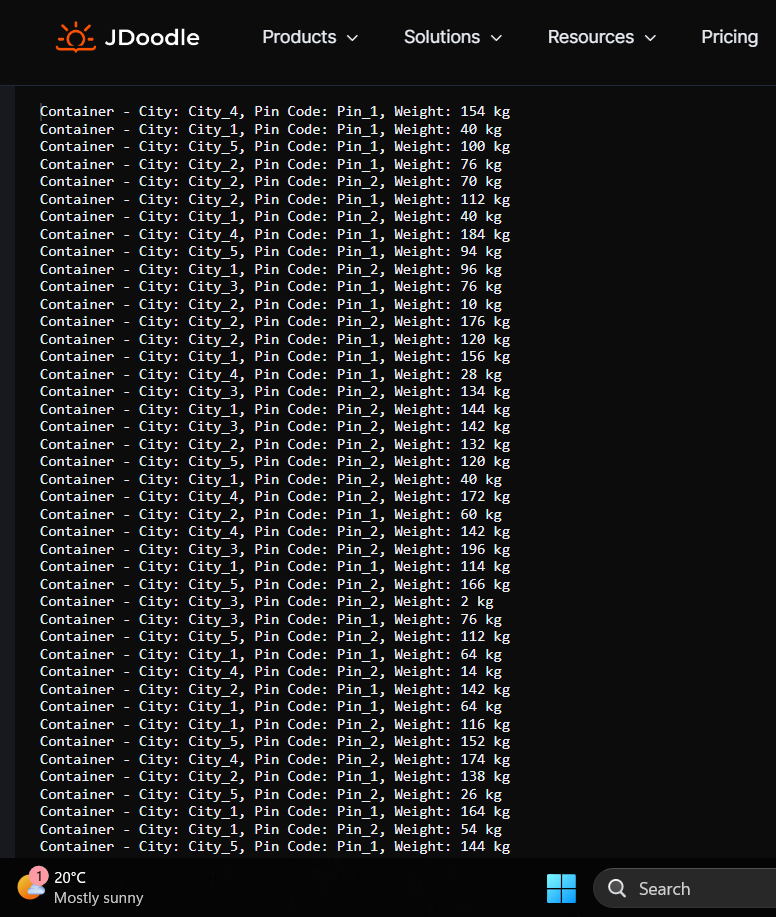 JDoodle Products Solutions Resources Pricing
Container - City: City_4, Pin Code: Pin_1, Weight: 154 kg
Container - City: City_1, Pin Code: Pin_1, Weight: 40 kg
Container - City: City_5, Pin Code: Pin_1, Weight: 100 kg
Container - City: City_2, Pin Code: Pin_1, Weight: 76 kg
Container - City: City_2, Pin Code: Pin_2, Weight: 70 kg
Container - City: City_2, Pin Code: Pin_1, Weight: 112 kg
Container - City: City_1, Pin Code: Pin_2, Weight: 40 kg
Container - City: City_4, Pin Code: Pin_1, Weight: 184 kg
Container - City: City_5, Pin Code: Pin_1, Weight: 94 kg
Container - City: City_1, Pin Code: Pin_2, Weight: 96 kg
Container - City: City_3, Pin Code: Pin_1, Weight: 76 kg
Container - City: City_2, Pin Code: Pin_1, Weight: 10 kg
Container - City: City_2, Pin Code: Pin_2, Weight: 176 kg
Container - City: City_2, Pin Code: Pin_1, Weight: 120 kg
Container - City: City_1, Pin Code: Pin_1, Weight: 156 kg
Container - City: City_4, Pin Code: Pin_1, Weight: 28 kg
Container - City: City_3, Pin Code: Pin_2, Weight: 134 kg
Container - City: City_1, Pin Code: Pin_2, Weight: 144 kg
Container - City: City_3, Pin Code: Pin_2, Weight: 142 kg
Container - City: City_2, Pin Code: Pin_2, Weight: 132 kg
Container - City: City_5, Pin Code: Pin_2, Weight: 120 kg
Container - City: City_1, Pin Code: Pin_2, Weight: 40 kg
Container - City: City_4, Pin Code: Pin_2, Weight: 172 kg
Container - City: City_2, Pin Code: Pin_1, Weight: 60 kg
Container - City: City_4, Pin Code: Pin_2, Weight: 142 kg
Container - City: City_3, Pin Code: Pin_2, Weight: 196 kg
Container - City: City_1, Pin Code: Pin_1, Weight: 114 kg
Container - City: City_5, Pin Code: Pin_2, Weight: 166 kg
Container - City: City_3, Pin Code: Pin_2, Weight: 2 kg
Container - City: City_3, Pin Code: Pin_1, Weight: 76 kg
Container - City: City_5, Pin Code: Pin_2, Weight: 112 kg
Container - City: City_1, Pin Code: Pin_1, Weight: 64 kg
Container - City: City_4, Pin Code: Pin_2, Weight: 14 kg
Container - City: City_2, Pin Code: Pin_1, Weight: 142 kg
Container - City: City_1, Pin Code: Pin_1, Weight: 64 kg
Container - City: City_1, Pin Code: Pin_2, Weight: 116 kg
Container - City: City_5, Pin Code: Pin_2, Weight: 152 kg
Container - City: City_4, Pin Code: Pin_2, Weight: 174 kg
Container - City: City_2, Pin Code: Pin_1, Weight: 138 kg
Container - City: City_5, Pin Code: Pin_2, Weight: 26 kg
Container - City: City_1, Pin Code: Pin_1, Weight: 164 kg
Container - City: City_1, Pin Code: Pin_2, Weight: 54 kg
Container - City: City_5, Pin Code: Pin_1, Weight: 144 kg
1 20°C
Mostly sunny
Search